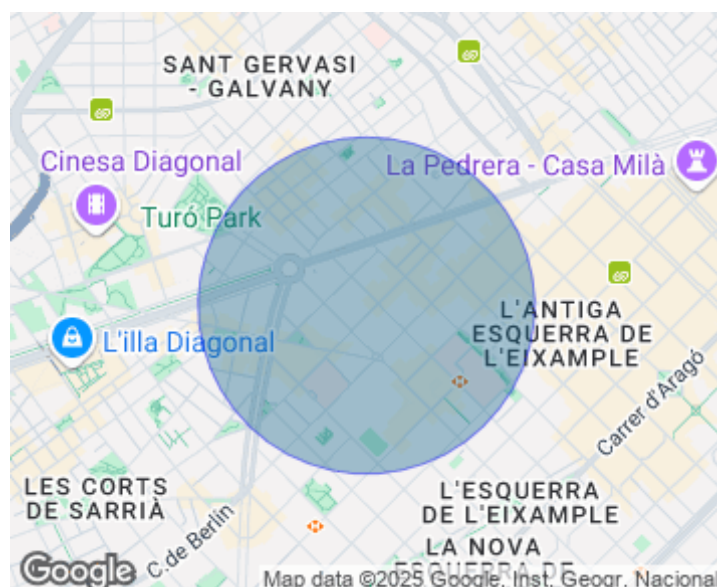 SANT GERVASI
- GALVANY
Cinesa Diagonal
La Pedrera - Casa Milà
Turó Park
L'ANTIGA
ESQUERRA DE
L'EIXAMPLE
L'illa Diagonal
Carrer d'Aragó
LES CORTS
DE SARRIÀ
L'ESQUERRA
DE L'EIXAMPLE
C.de Berlín
LA NOVA
ESQUERRA DE
Google
Map data ©2025 Google, Inst. Geogr. Nacional